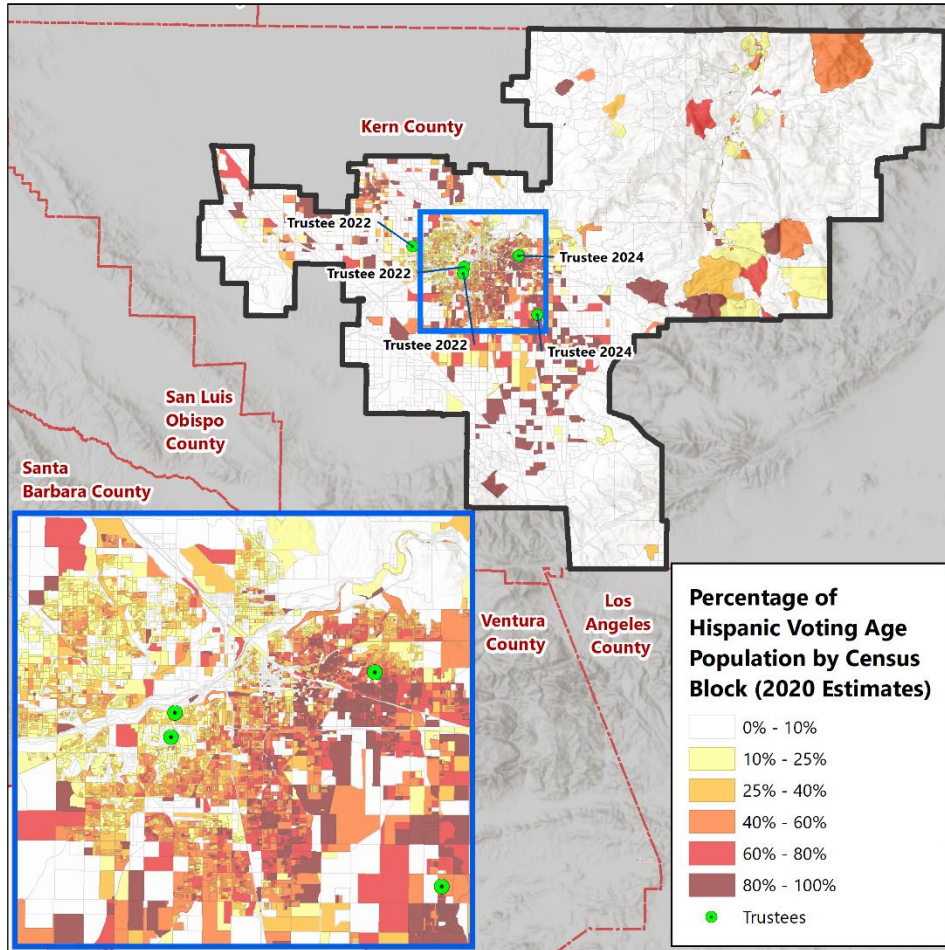 Kern County
Trustee 2022
Trustee 2022
Trustee 2024
Trustee 2022
Trustee 2024
San Luis
Obispo
County
Santa
Barbara County
Ventura
County
Los
Angeles
County
Percentage of
Hispanic Voting Age
Population by Census
Block (2020 Estimates)
0% - 10%
10% - 25%
25% - 40%
40% - 60%
60% - 80%
80% - 100%
Trustees